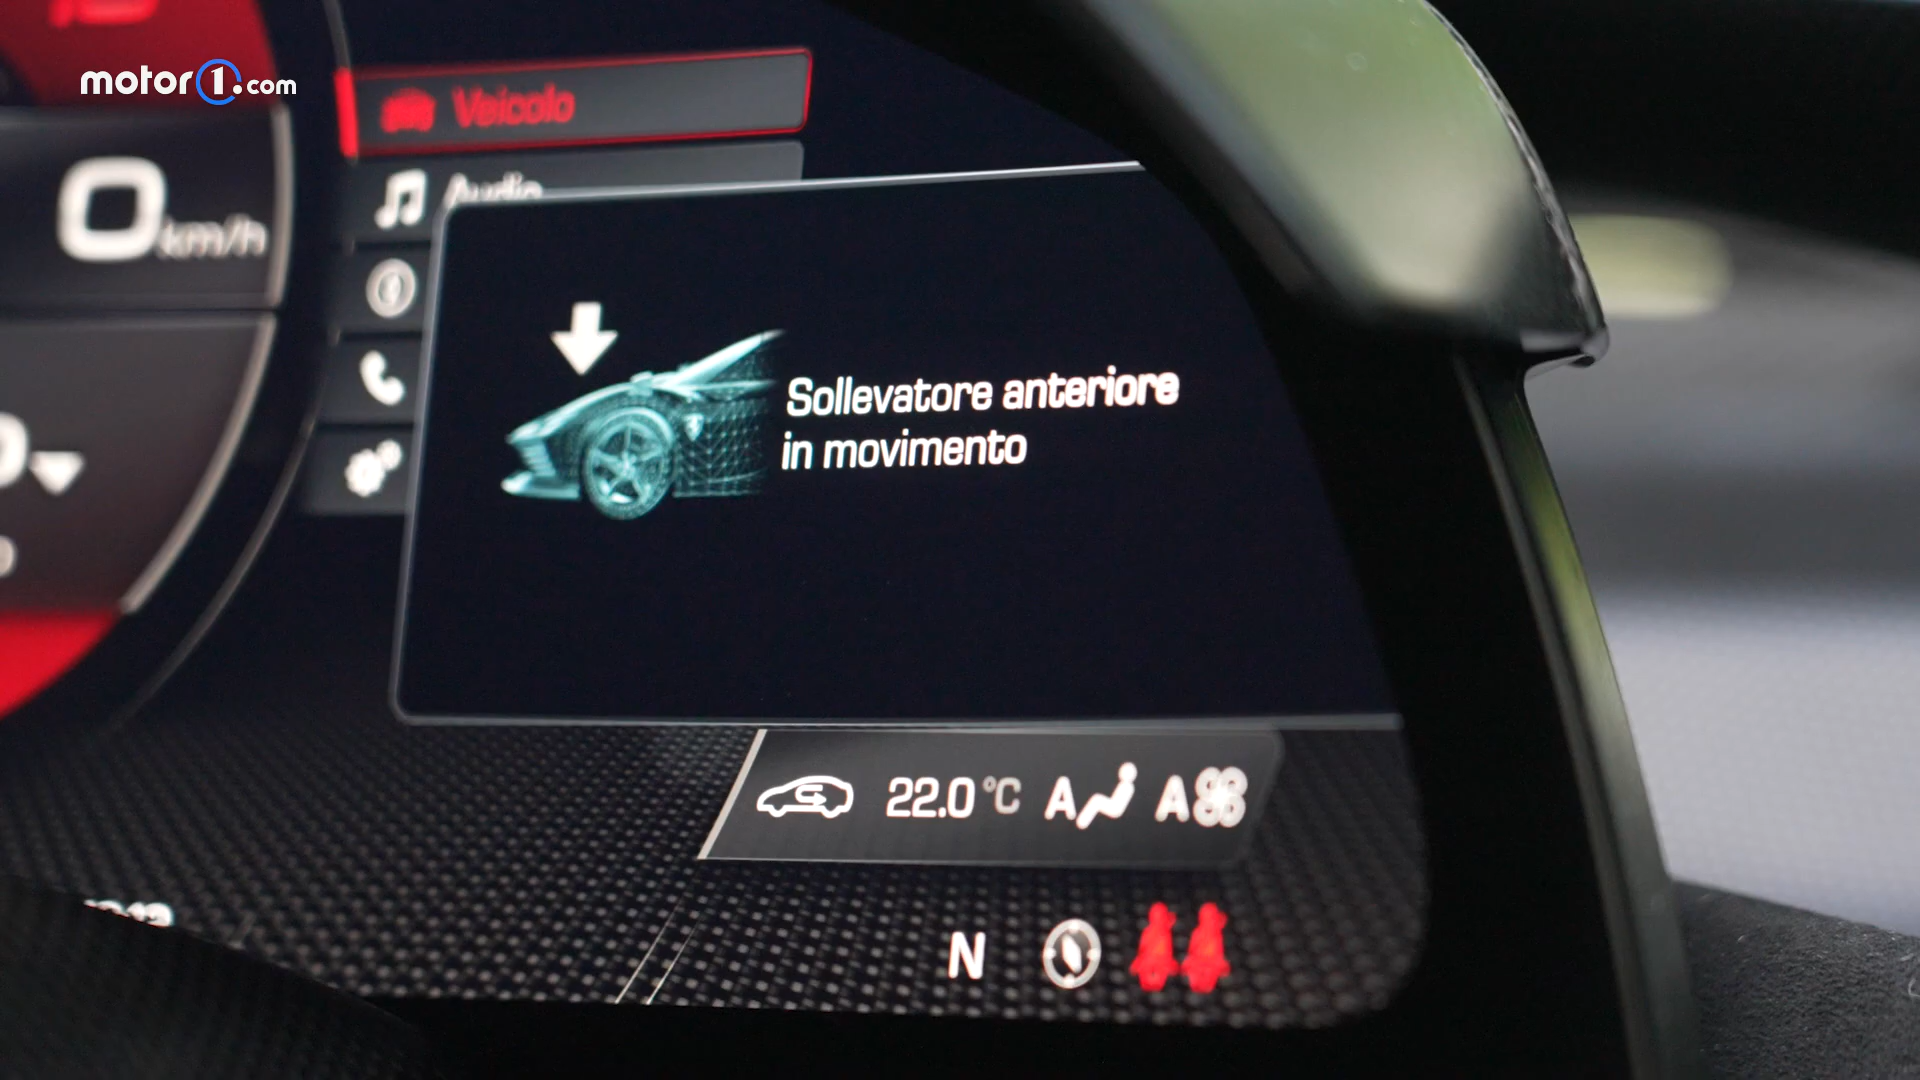 motor1.com
Veicolo
Audio
0 km/h
Sollevatore anteriore
in movimento
22.0 °C A A
N